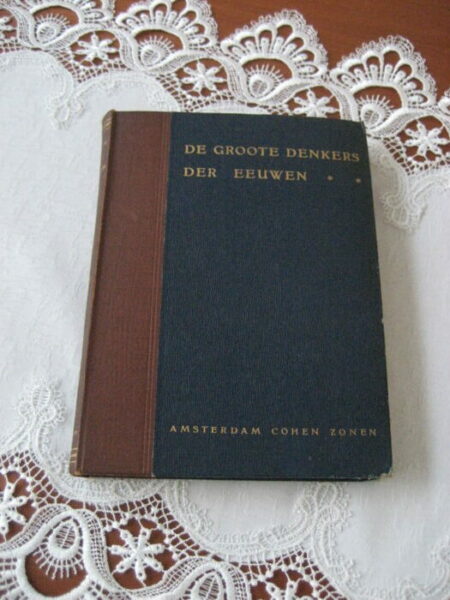 DE GROOTE DENKERS
DER EEUWEN * *
AMSTERDAM COHEN ZONEN